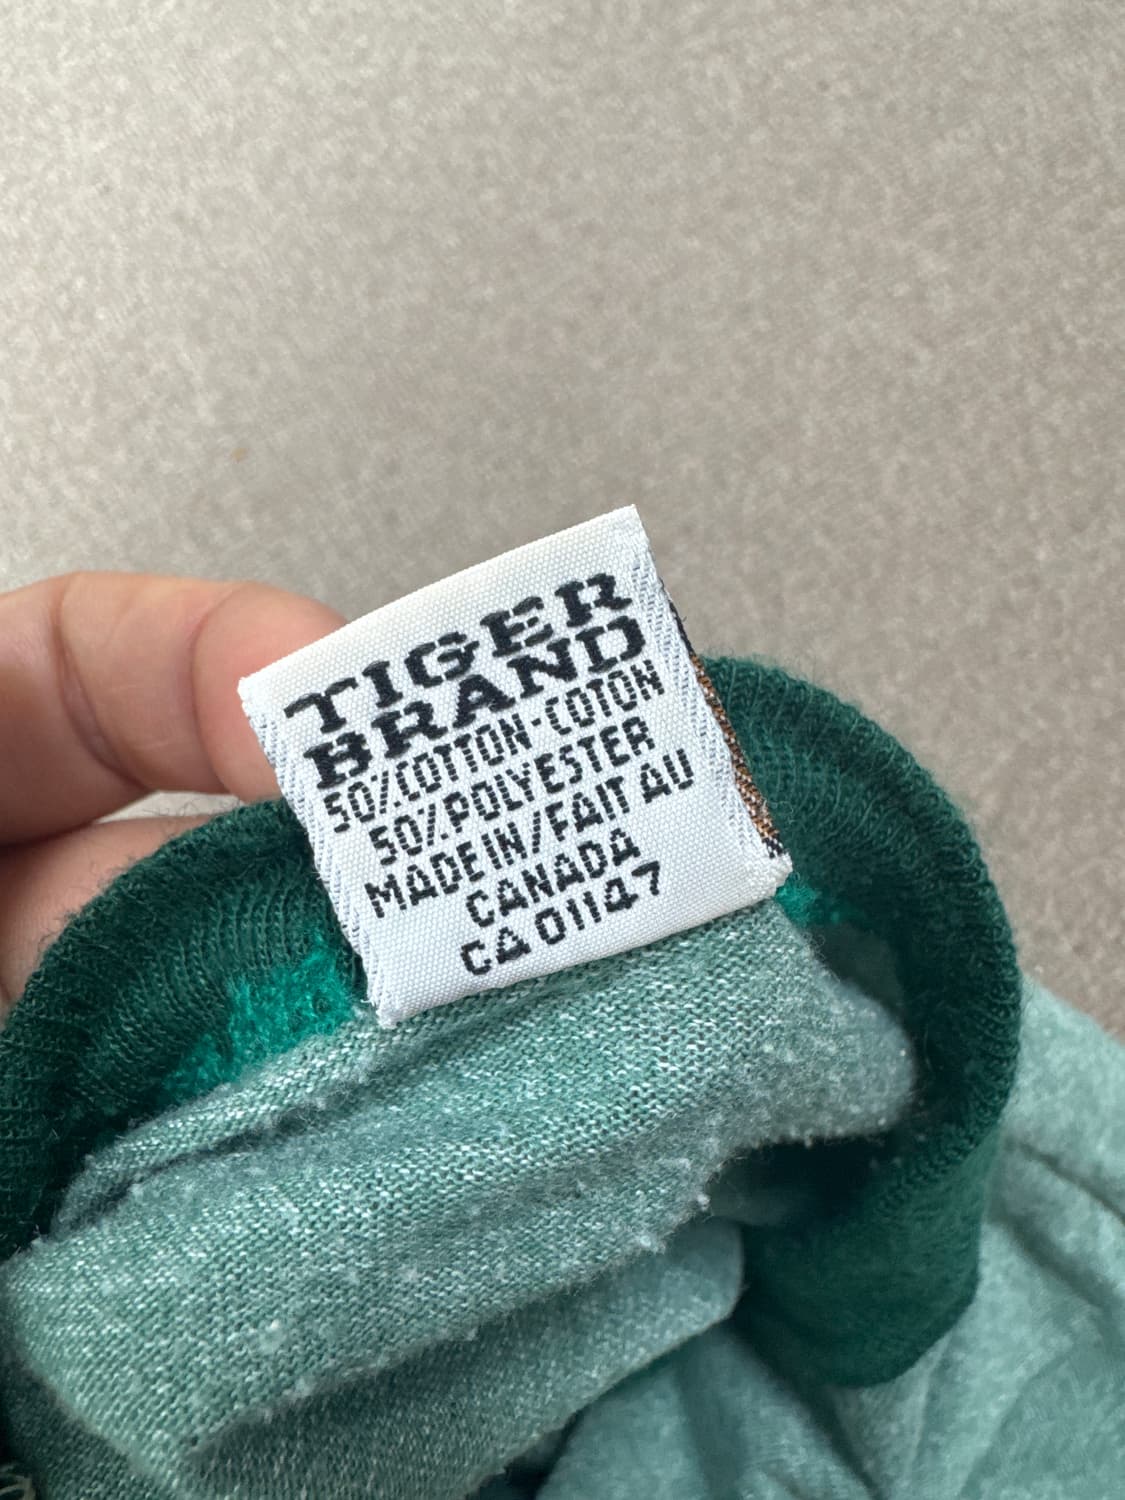 TIGER
BRAND
50%COTTON-COTON
50%POLYESTER
MADE IN/FAIT AU
CANADA
CA 01147